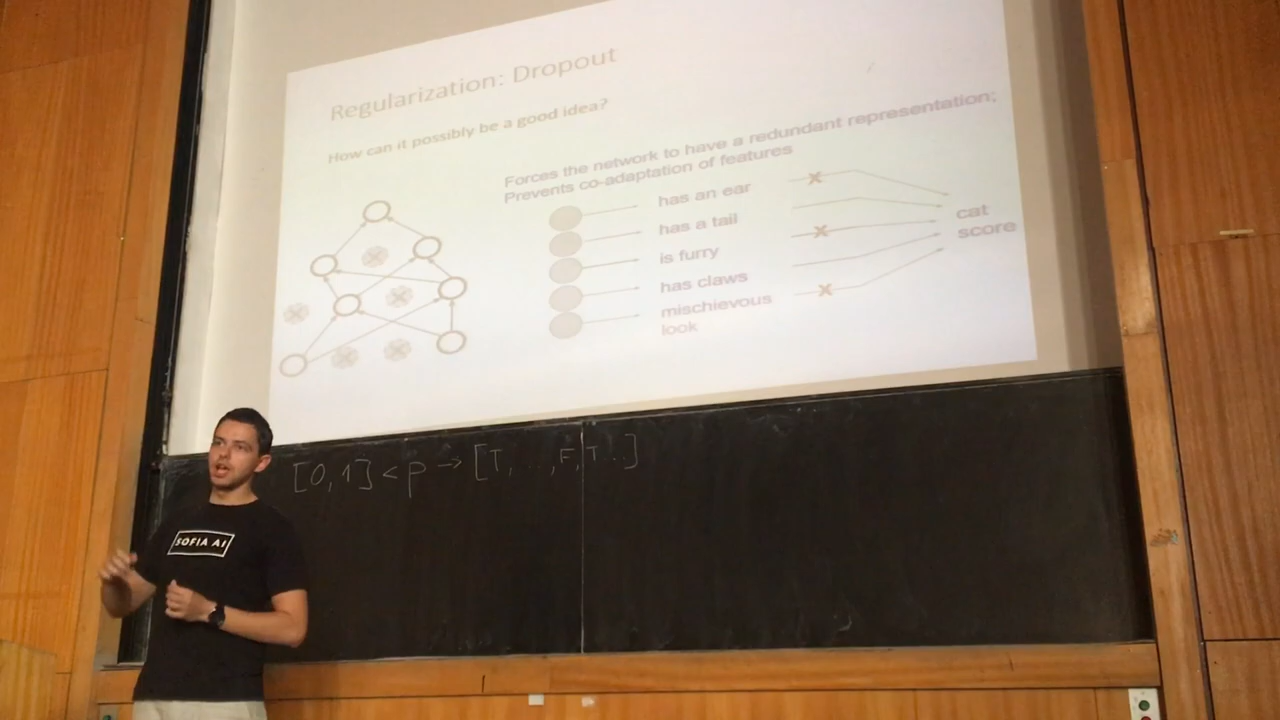 Regularization: Dropout
How can it possibly be a good idea?
Forces the network to have a redundant representation;
Prevents co-adaptation of features
has an ear
has a tail
is furry
has claws
mischievous
look
cat
score
[0,1] < p → [T, ..., F, T ..]
SOFIA AI